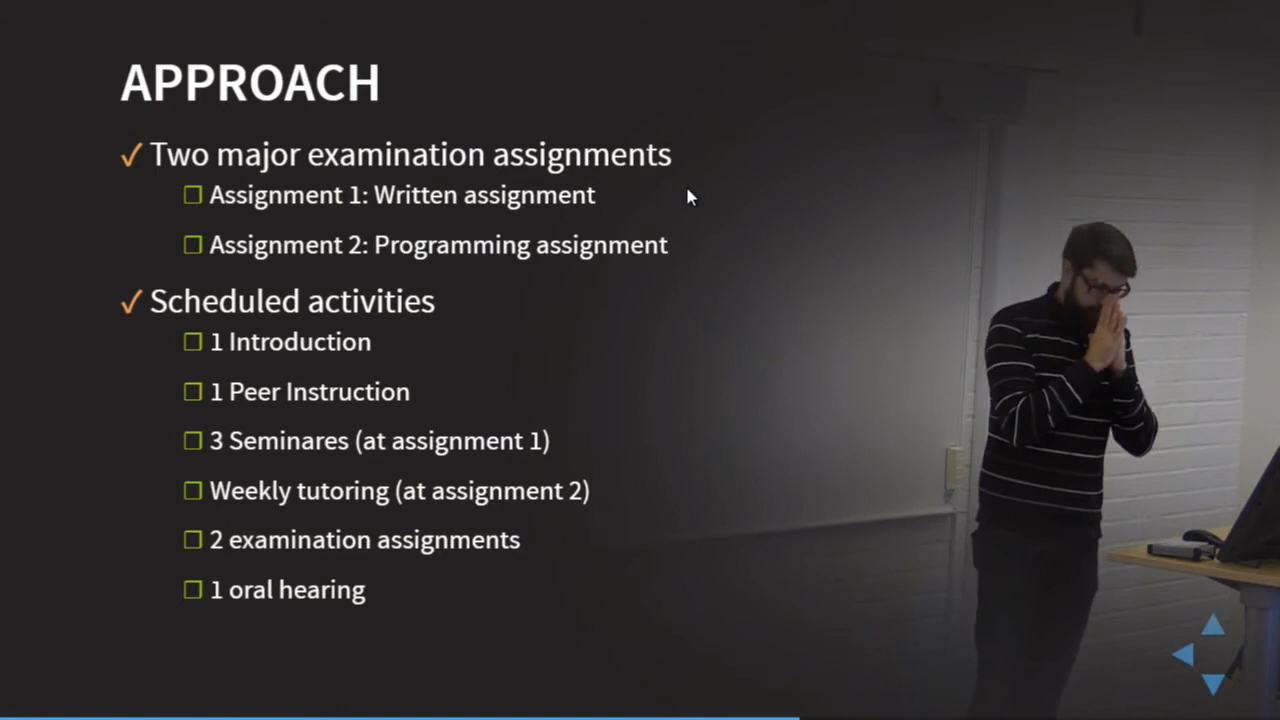 APPROACH
Two major examination assignments
Assignment 1: Written assignment
Assignment 2: Programming assignment
Scheduled activities
1 Introduction
1 Peer Instruction
3 Seminares (at assignment 1)
Weekly tutoring (at assignment 2)
2 examination assignments
1 oral hearing